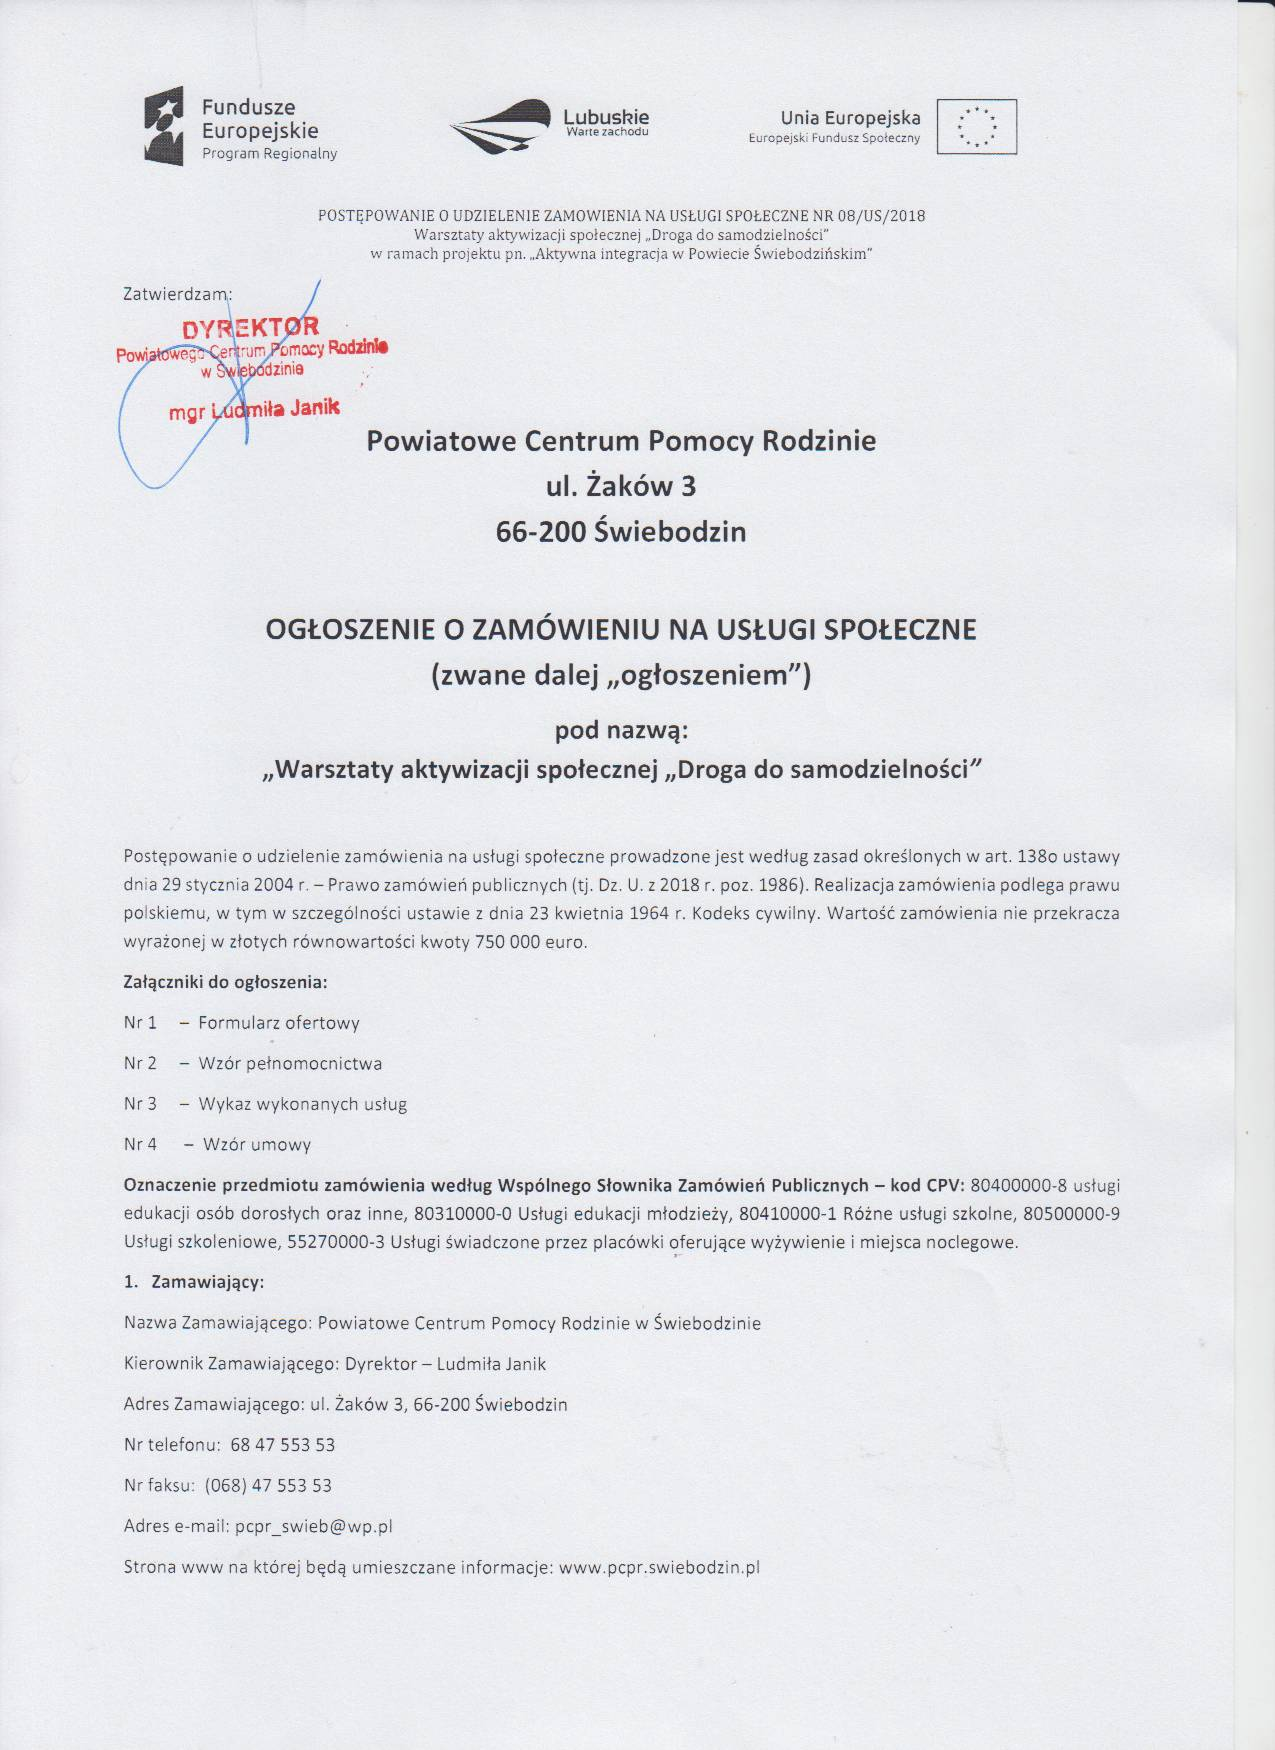 Fundusze
Europejskie
Program Regionalny
Lubuskie
Warte zachodu
Unia Europejska
Europejski Fundusz Społeczny
POSTĘPOWANIE O UDZIELENIE ZAMOWIENIA NA USŁUGI SPOŁECZNE NR 08/US/2018
Warsztaty aktywizacji społecznej „Droga do samodzielności”
w ramach projektu pn. „Aktywna integracja w Powiecie Świebodzińskim”
Zatwierdzam:
DYREKTOR
Powiatowego Centrum Pomocy Rodzinie
w Świebodzinie
mgr Ludmiła Janik
Powiatowe Centrum Pomocy Rodzinie
ul. Żaków 3
66-200 Świebodzin
OGŁOSZENIE O ZAMÓWIENIU NA USŁUGI SPOŁECZNE
(zwane dalej „ogłoszeniem”)
pod nazwą:
„Warsztaty aktywizacji społecznej „Droga do samodzielności”
Postępowanie o udzielenie zamówienia na usługi społeczne prowadzone jest według zasad określonych w art. 138o ustawy
dnia 29 stycznia 2004 r. – Prawo zamówień publicznych (tj. Dz. U. z 2018 r. poz. 1986). Realizacja zamówienia podlega prawu
polskiemu, w tym w szczególności ustawie z dnia 23 kwietnia 1964 r. Kodeks cywilny. Wartość zamówienia nie przekracza
wyrażonej w złotych równowartości kwoty 750 000 euro.
Załączniki do ogłoszenia:
Nr 1 – Formularz ofertowy
Nr 2 – Wzór pełnomocnictwa
Nr 3 – Wykaz wykonanych usług
Nr 4 – Wzór umowy
Oznaczenie przedmiotu zamówienia według Wspólnego Słownika Zamówień Publicznych – kod CPV: 80400000-8 usługi
edukacji osób dorosłych oraz inne, 80310000-0 Usługi edukacji młodzieży, 80410000-1 Różne usługi szkolne, 80500000-9
Usługi szkoleniowe, 55270000-3 Usługi świadczone przez placówki oferujące wyżywienie i miejsca noclegowe.
1. Zamawiający:
Nazwa Zamawiającego: Powiatowe Centrum Pomocy Rodzinie w Świebodzinie
Kierownik Zamawiającego: Dyrektor – Ludmiła Janik
Adres Zamawiającego: ul. Żaków 3, 66-200 Świebodzin
Nr telefonu: 68 47 553 53
Nr faksu: (068) 47 553 53
Adres e-mail: pcpr_swieb@wp.pl
Strona www na której będą umieszczane informacje: www.pcpr.swiebodzin.pl